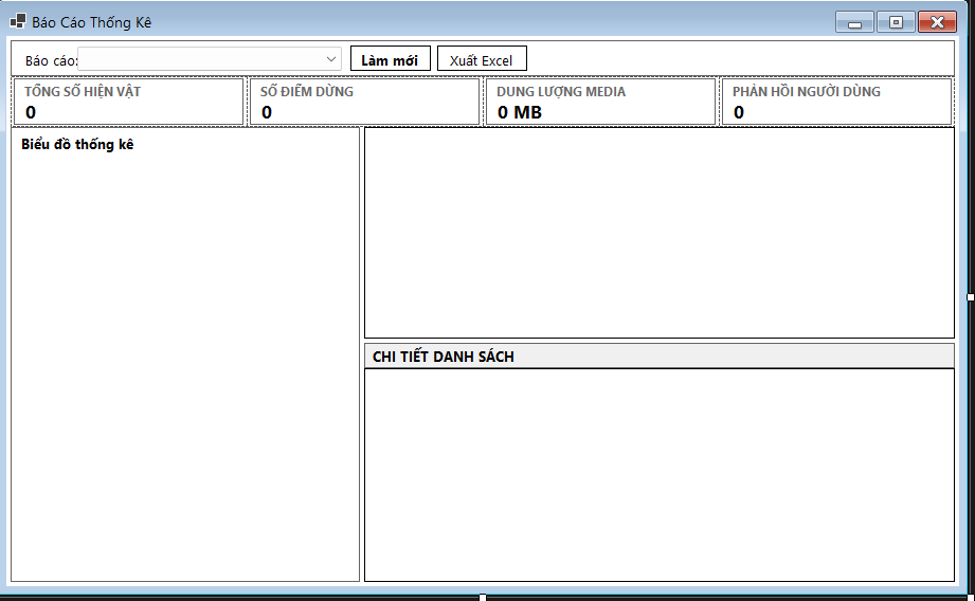 Báo Cáo Thống Kê
Báo cáo: Làm mới Xuất Excel
TỔNG SỐ HIỆN VẬT SỐ ĐIỂM DỪNG DUNG LƯỢNG MEDIA PHẢN HỒI NGƯỜI DÙNG
0 0 0 MB 0
Biểu đồ thống kê
CHI TIẾT DANH SÁCH